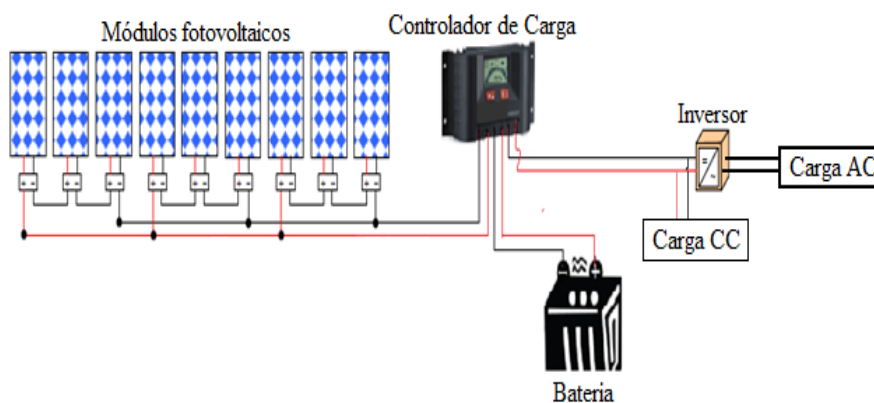 Módulos fotovoltaicos
Controlador de Carga
Inversor
Carga AC
Carga CC
Bateria